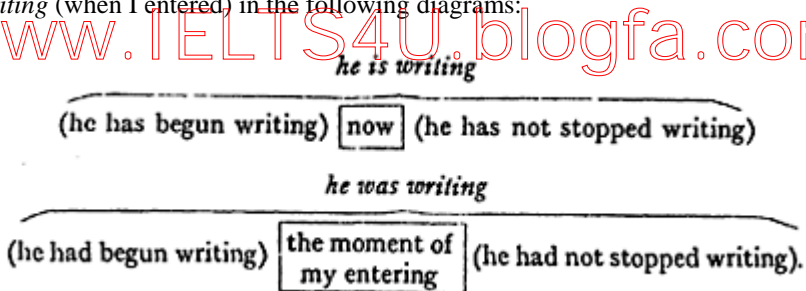 iting (when I entered) in the following diagrams:
WWW.IELTS4U.blogfa.co
he is writing
(he has begun writing) now (he has not stopped writing)
he was writing
(he had begun writing) the moment of my entering (he had not stopped writing).